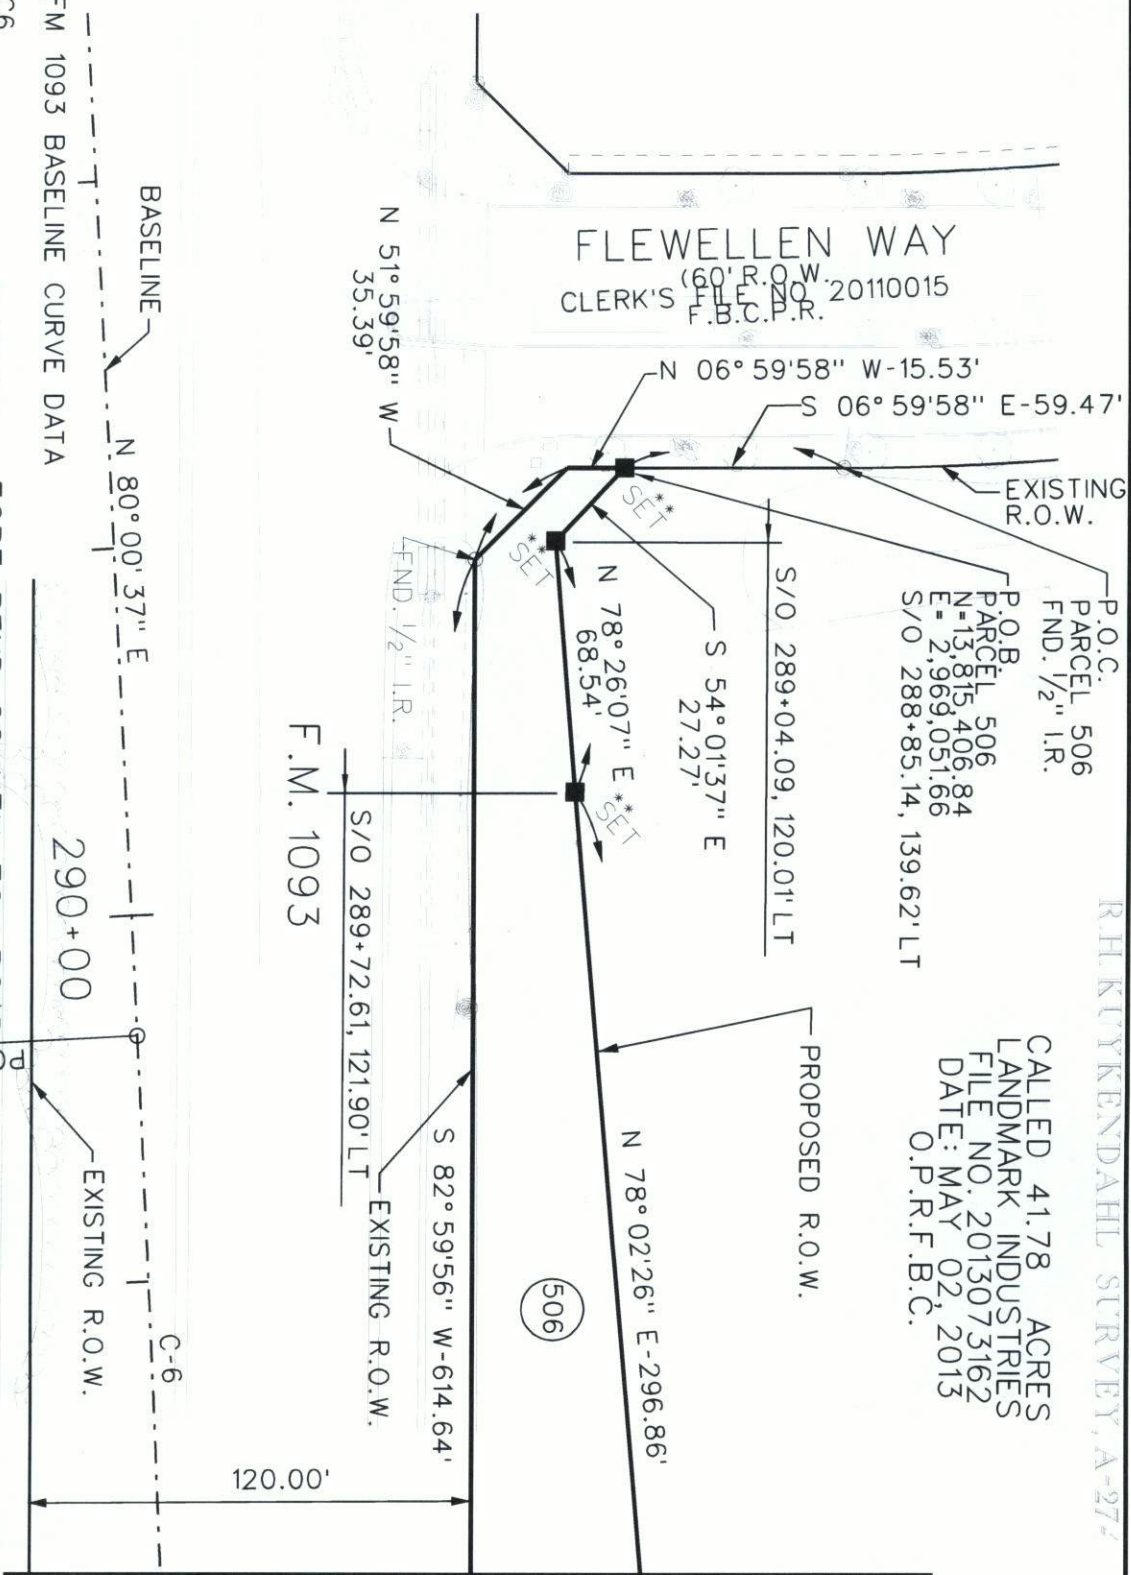 R.H. KUYKENDAHL SURVEY, A-27
CALLED 41.78 ACRES
LANDMARK INDUSTRIES
FILE NO. 2013073162
DATE: MAY 02, 2013
O.P.R.F.B.C.
P.O.C.
PARCEL 506
FND. 1/2" I.R.
P.O.B.
PARCEL 506
N=13,815,406.84
E= 2,969,051.66
S/O 288+85.14, 139.62' LT
EXISTING
R.O.W.
S 06°59'58" E-59.47'
N 06°59'58" W-15.53'
FLEWELLEN WAY
(60' R.O.W.
CLERK'S FILE NO. 20110015
F.B.C.P.R.
S/O 289+04.09, 120.01' LT
S 54°01'37" E
27.27'
** SET
** SET
** SET
N 78°26'07" E
68.54'
PROPOSED R.O.W.
N 78°02'26" E-296.86'
506
N 51°59'58" W
35.39'
FND. 1/2" I.R.
S 82°59'56" W-614.64'
EXISTING R.O.W.
S/O 289+72.61, 121.90' LT
F.M. 1093
120.00'
BASELINE
N 80°00'37" E
290+00
C-6
EXISTING R.O.W.
FM 1093 BASELINE CURVE DATA